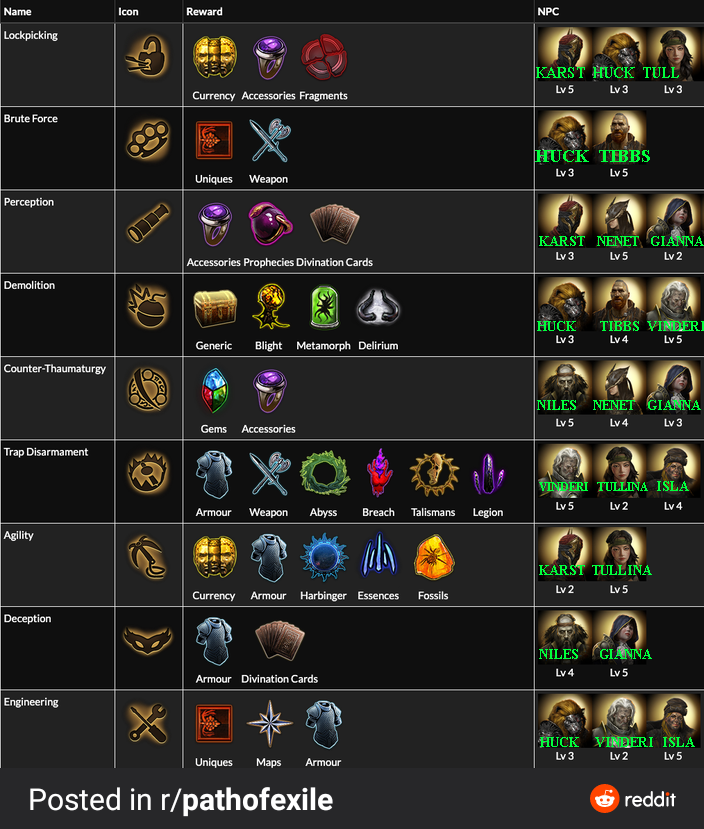 Name Icon Reward NPC
Lockpicking
KARST HUCK TULL
Currency Accessories Fragments
Lv 5 Lv 3 Lv 3
Brute Force
HUCK TIBBS
Uniques Weapon
Lv 3 Lv 5
Perception
KARST NENET GIANNA
Accessories Prophecies Divination Cards
Lv 3 Lv 5 Lv 2
Demolition
HUCK TIBBS VINDERI
Generic Blight Metamorph Delirium
Lv 3 Lv 4 Lv 5
Counter-Thaumaturgy
NILES NENET GIANNA
Gems Accessories
Lv 5 Lv 4 Lv 3
Trap Disarmament
VINDERI TULLINA ISLA
Armour Weapon Abyss Breach Talismans Legion
Lv 5 Lv 2 Lv 4
Agility
KARST TULLINA
Currency Armour Harbinger Essences Fossils
Lv 2 Lv 5
Deception
NILES GIANNA
Armour Divination Cards
Lv 4 Lv 5
Engineering
HUCK VINDERI ISLA
Uniques Maps Armour
Lv 3 Lv 2 Lv 5
Posted in r/pathofexile reddit